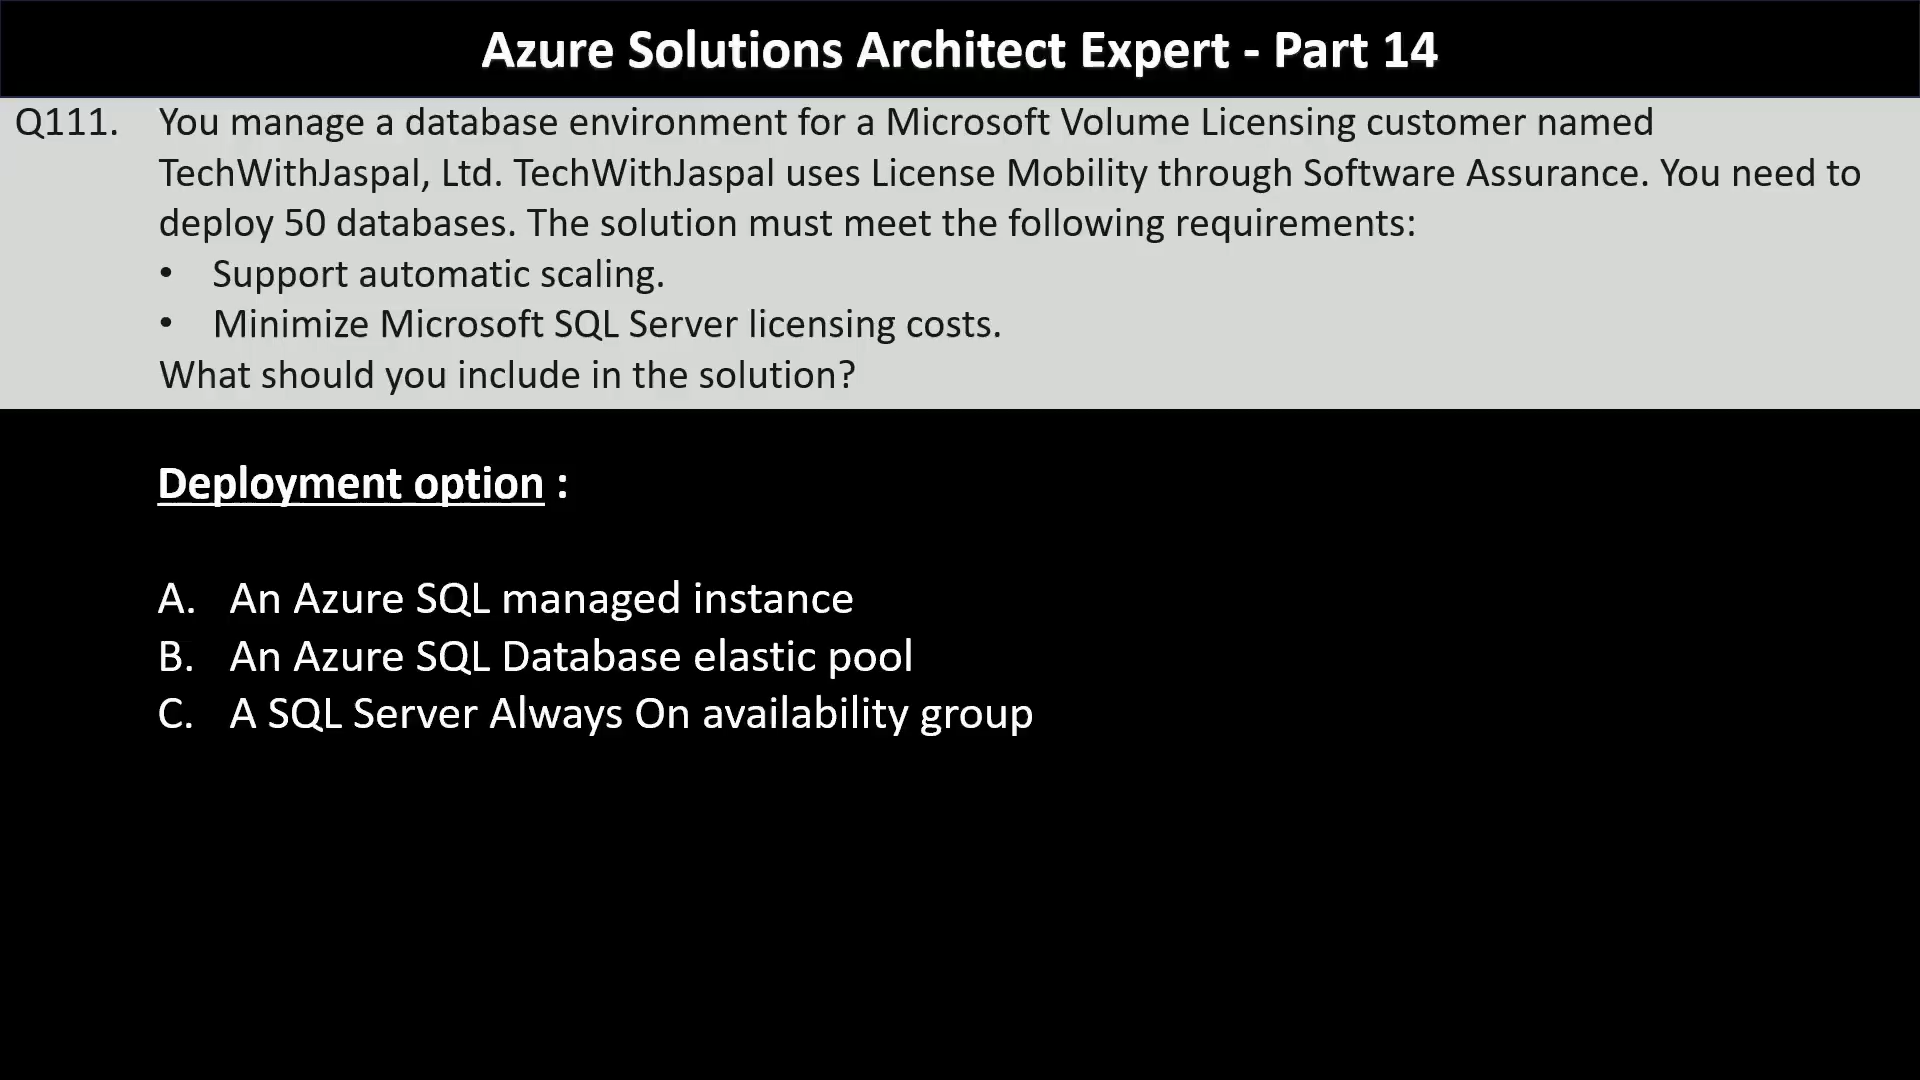 Azure Solutions Architect Expert - Part 14
Q111. You manage a database environment for a Microsoft Volume Licensing customer named
TechWithJaspal, Ltd. TechWithJaspal uses License Mobility through Software Assurance. You need to
deploy 50 databases. The solution must meet the following requirements:
• Support automatic scaling.
• Minimize Microsoft SQL Server licensing costs.
What should you include in the solution?
Deployment option :
A. An Azure SQL managed instance
B. An Azure SQL Database elastic pool
C. A SQL Server Always On availability group